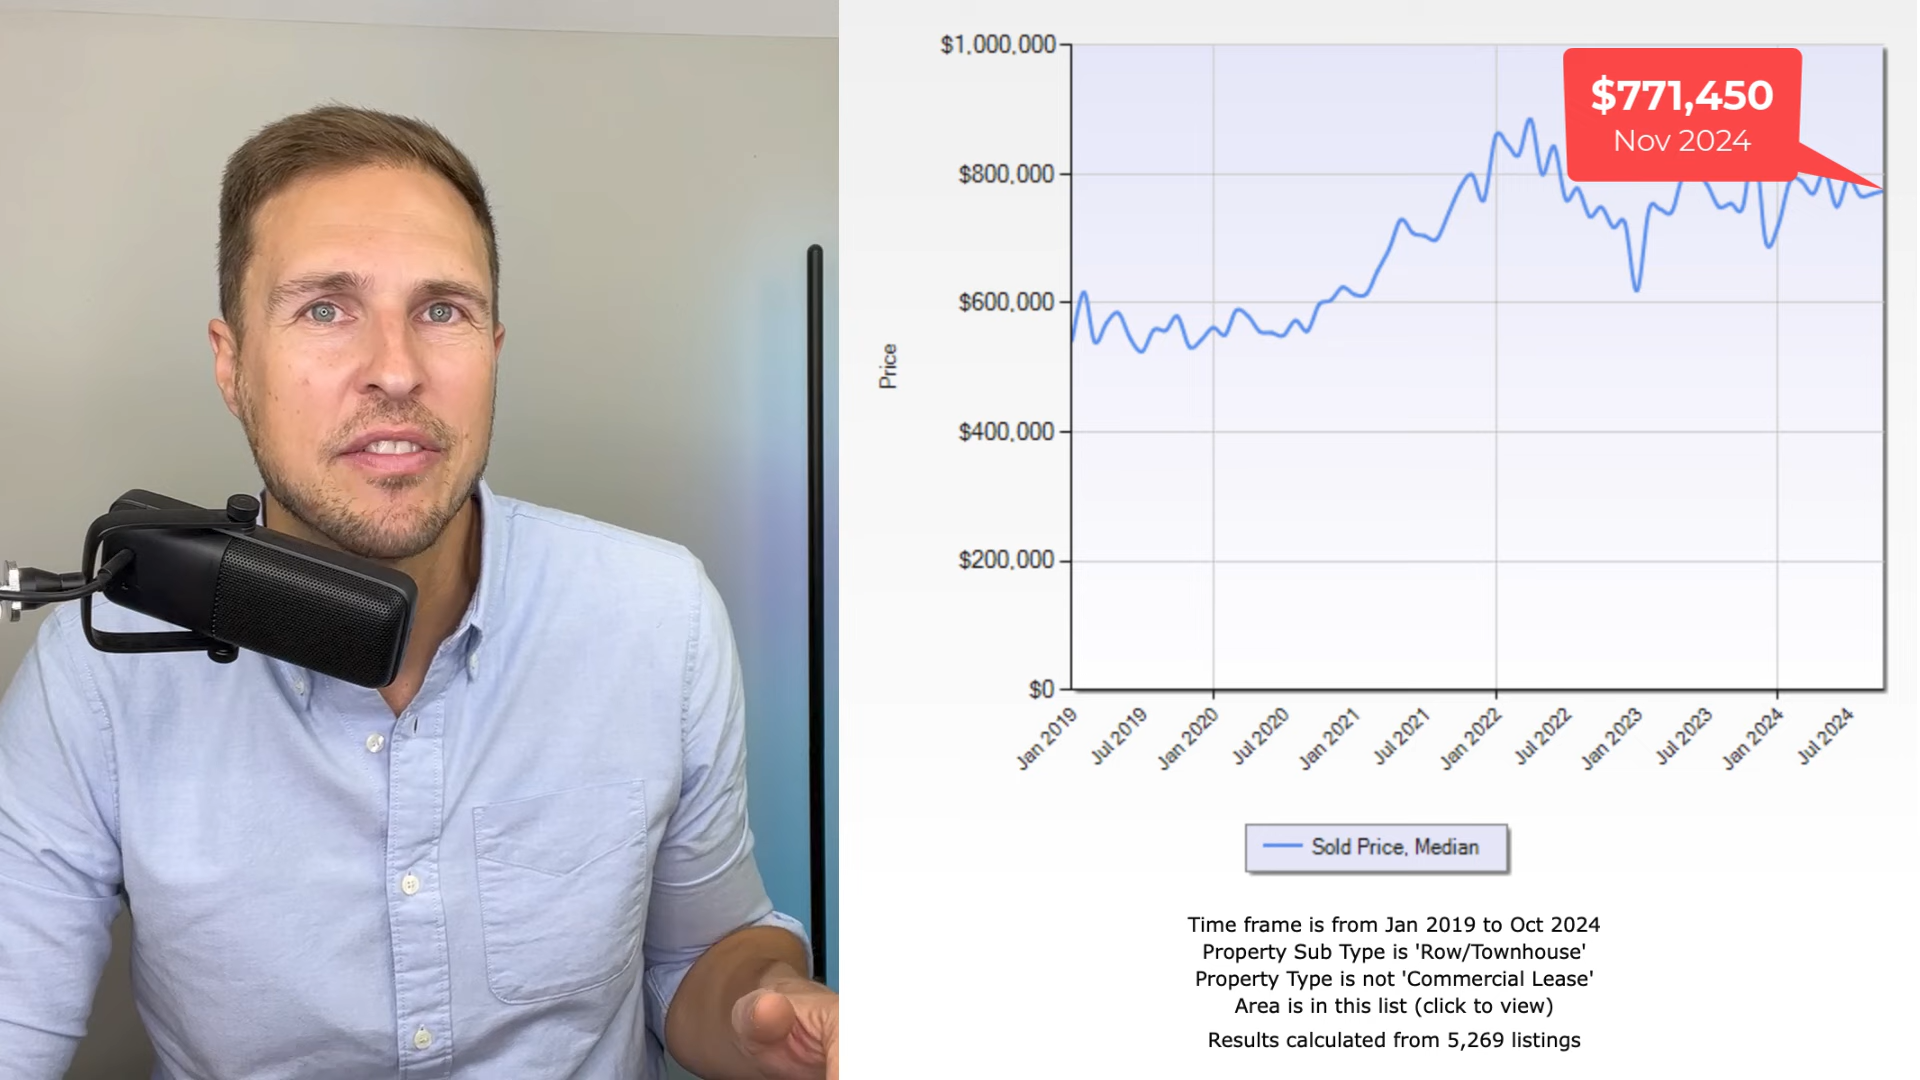 $1,000,000
$771,450
Nov 2024
$800,000
$600,000
Price
$400,000
$200,000
$0
Jan 2019
Jul 2019
Jan 2020
Jul 2020
Jan 2021
Jul 2021
Jan 2022
Jul 2022
Jan 2023
Jul 2023
Jan 2024
Jul 2024
Sold Price, Median
Time frame is from Jan 2019 to Oct 2024
Property Sub Type is 'Row/Townhouse'
Property Type is not 'Commercial Lease'
Area is in this list (click to view)
Results calculated from 5,269 listings